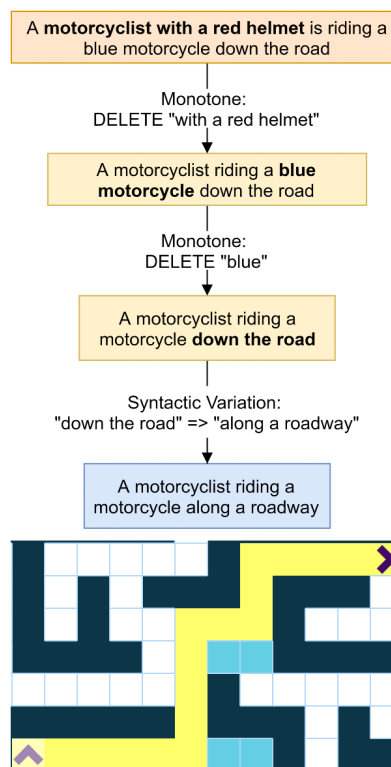 A motorcyclist with a red helmet is riding a
blue motorcycle down the road
Monotone:
DELETE "with a red helmet"
A motorcyclist riding a blue
motorcycle down the road
Monotone:
DELETE "blue"
A motorcyclist riding a
motorcycle down the road
Syntactic Variation:
"down the road" => "along a roadway"
A motorcyclist riding a
motorcycle along a roadway